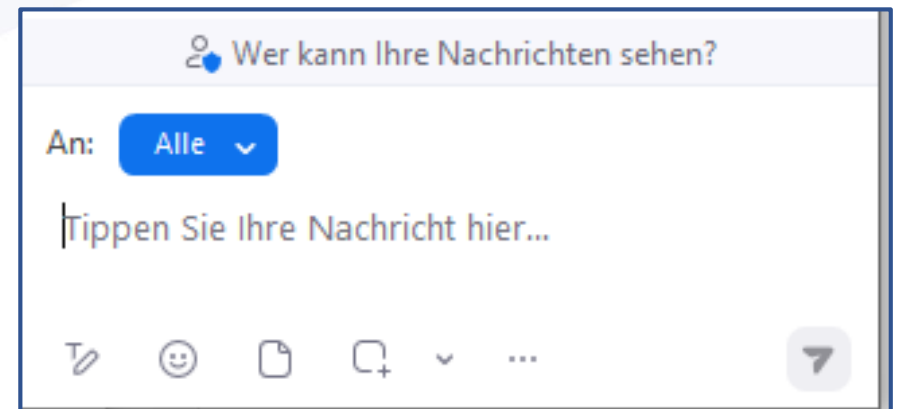 Wer kann Ihre Nachrichten sehen?
An: Alle
Tippen Sie Ihre Nachricht hier...